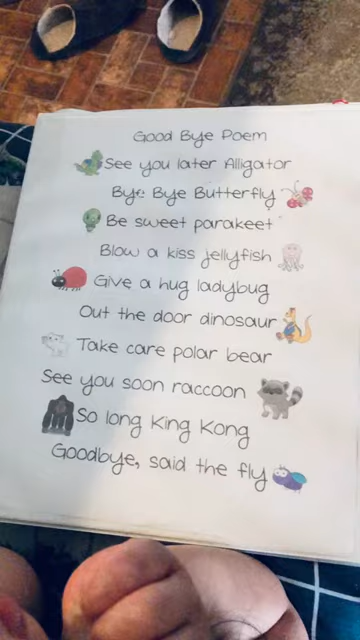 Good Bye Poem
See you later Alligator
Bye Bye Butterfly
Be sweet parakeet
Blow a kiss jellyfish
Give a hug ladybug
Out the door dinosaur
Take care polar bear
See you soon raccoon
So long King Kong
Goodbye, said the fly